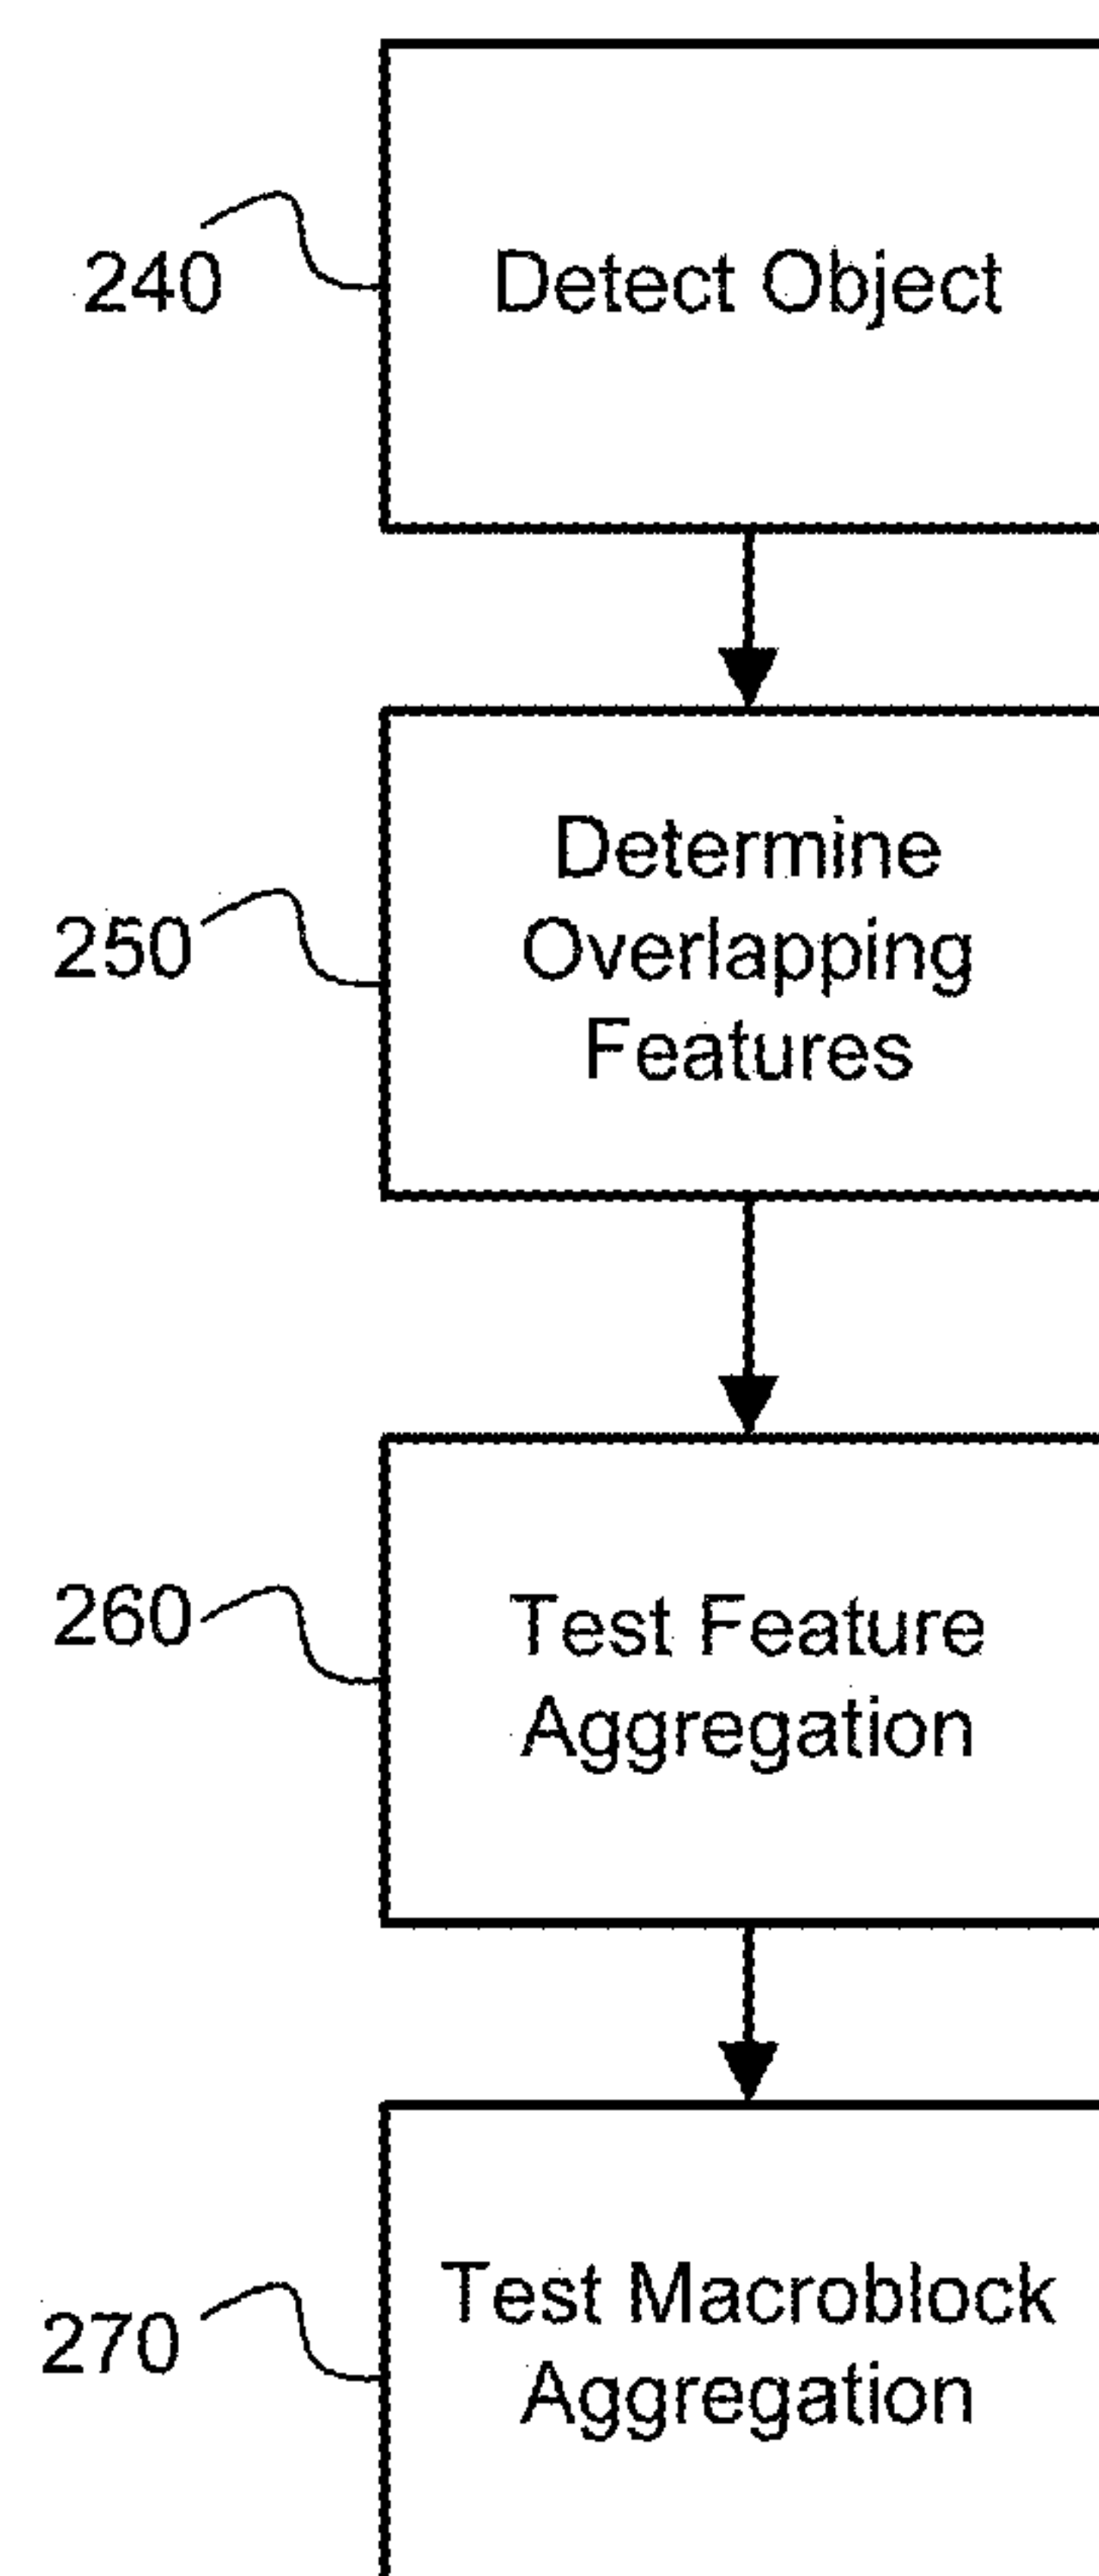 240
Detect Object
250
Determine
Overlapping
Features
260
Test Feature
Aggregation
270
Test Macroblock
Aggregation